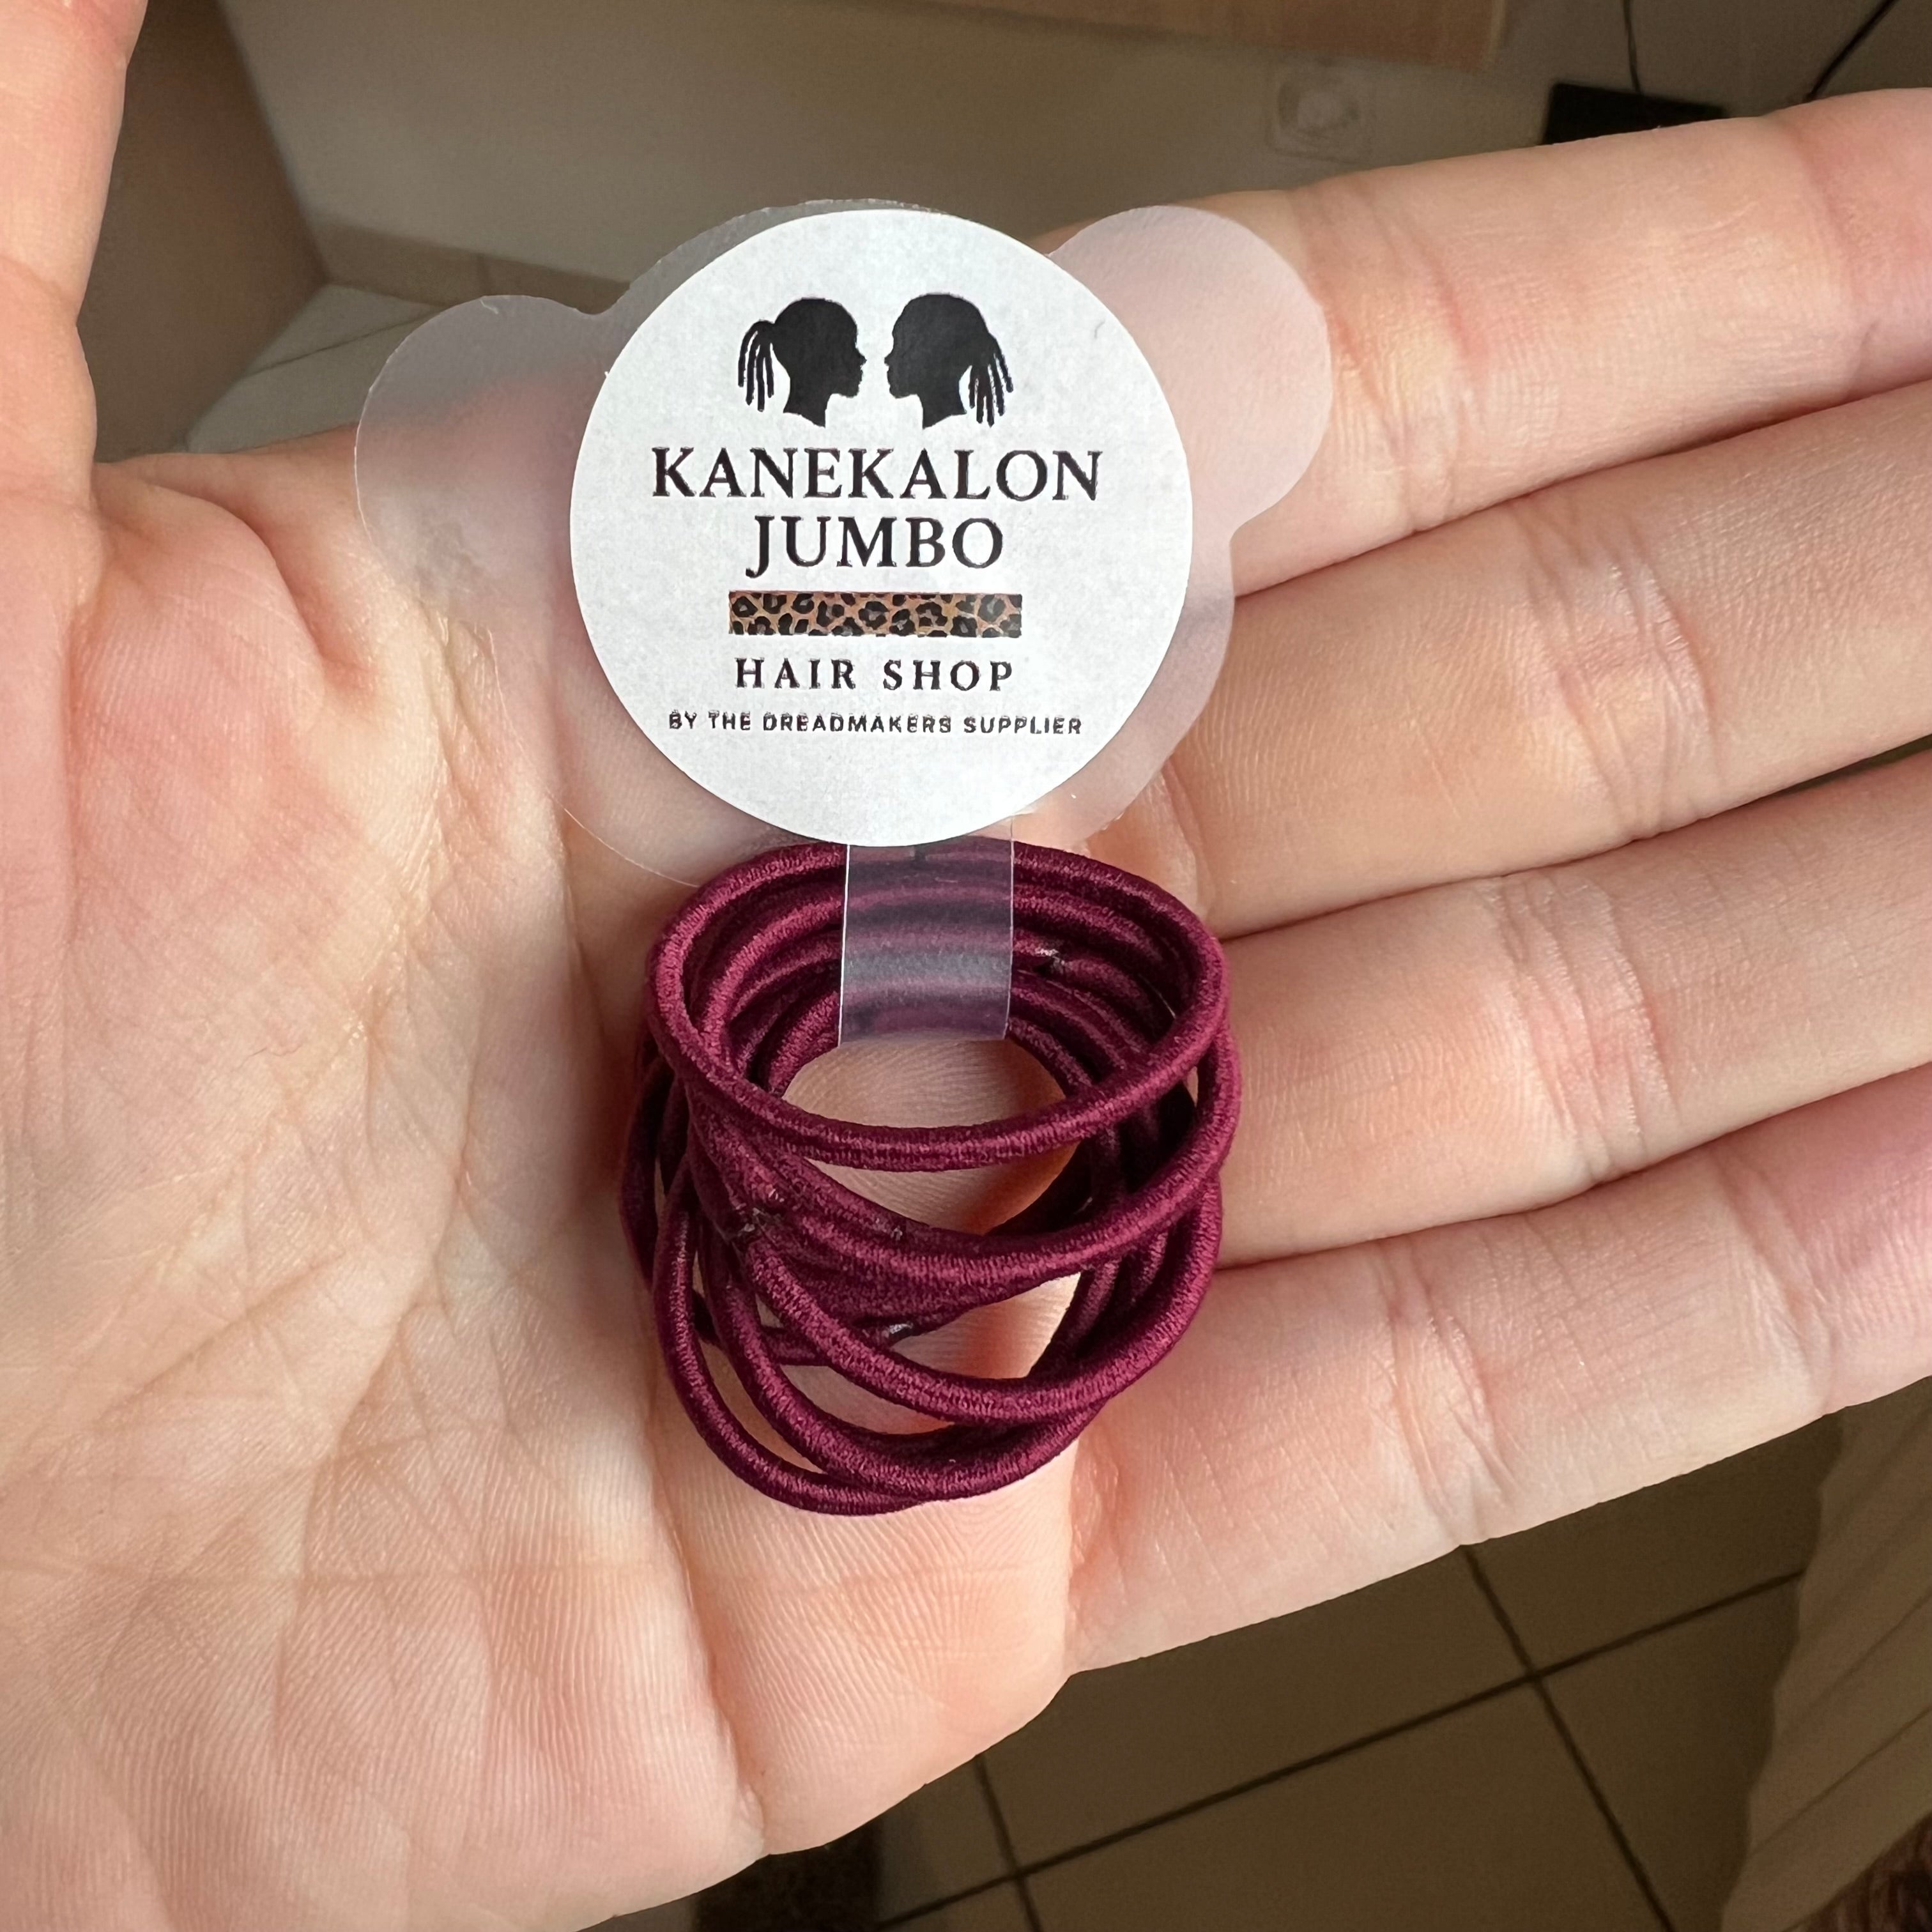 KANEKALON
JUMBO
HAIR SHOP
BY THE DREADMAKERS SUPPLIER